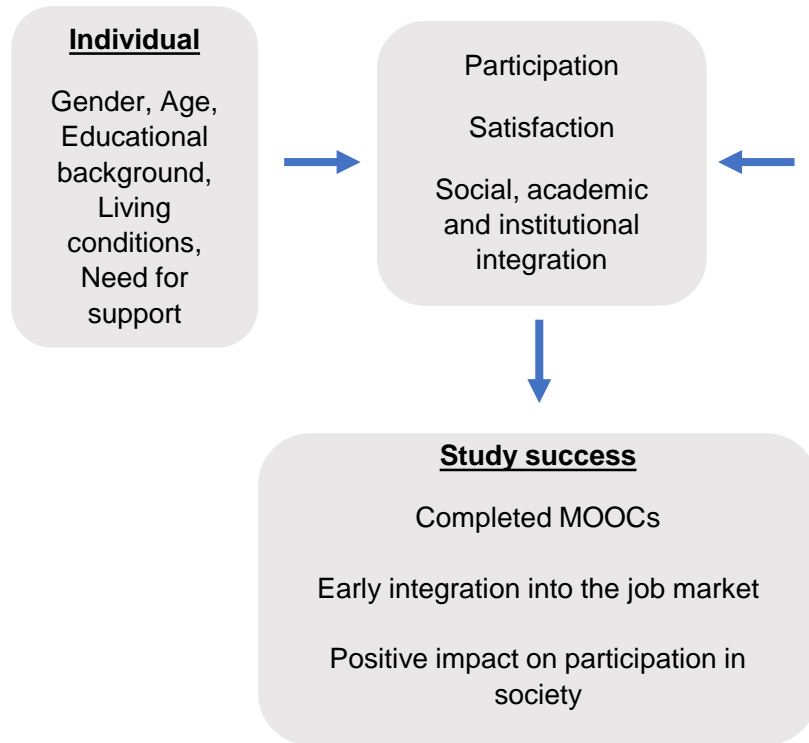 Individual
Gender, Age,
Educational
background,
Living
conditions,
Need for
support
Participation
Satisfaction
Social, academic
and institutional
integration
Study success
Completed MOOCs
Early integration into the job market
Positive impact on participation in
society